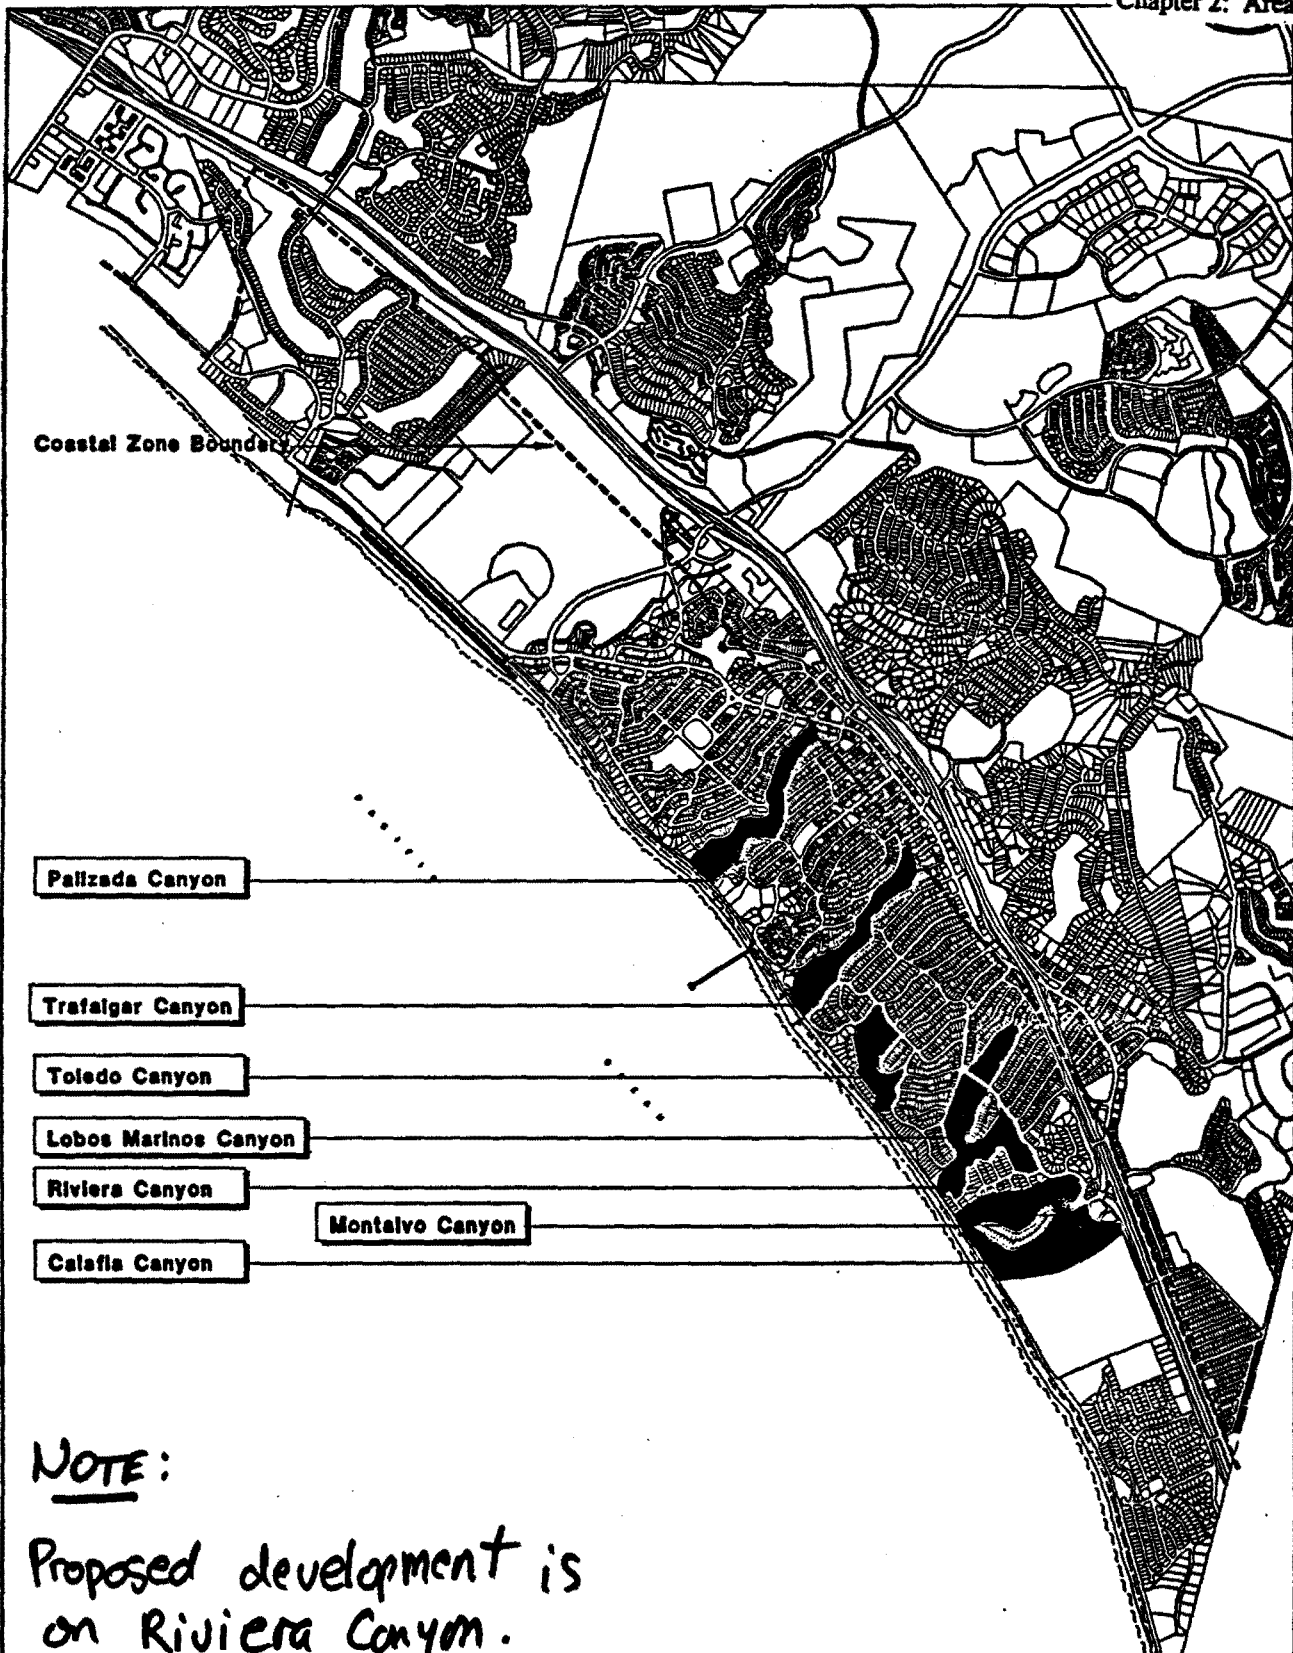 Chapter 2: Area
Coastal Zone Boundary
Palizada Canyon
Trafalgar Canyon
Toledo Canyon
Lobos Marinos Canyon
Riviera Canyon
Montalvo Canyon
Calafia Canyon
NOTE:
Proposed development is
on Riviera Canyon.